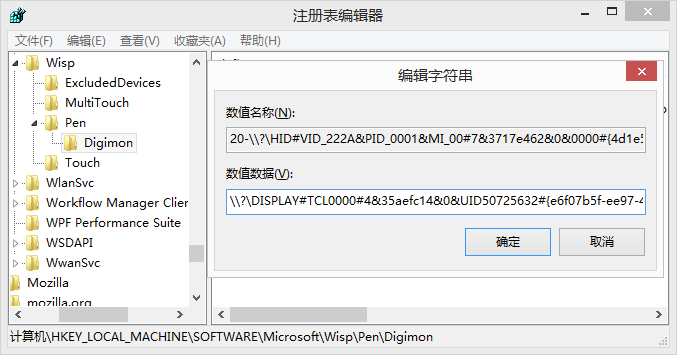 注册表编辑器
文件(F) 编辑(E) 查看(V) 收藏夹(A) 帮助(H)
Wisp
ExcludedDevices
MultiTouch
Pen
Digimon
Touch
WlanSvc
Workflow Manager Clien
WPF Performance Suite
WSDAPI
WwanSvc
Mozilla
mozilla.org
编辑字符串
数值名称(N):
20-\\?\HID#VID_222A&PID_0001&MI_00#7&3717e462&0&0000#{4d1e5
数值数据(V):
\\?\DISPLAY#TCL0000#4&35aefc14&0&UID50725632#{e6f07b5f-ee97-4
确定 取消
计算机\HKEY_LOCAL_MACHINE\SOFTWARE\Microsoft\Wisp\Pen\Digimon